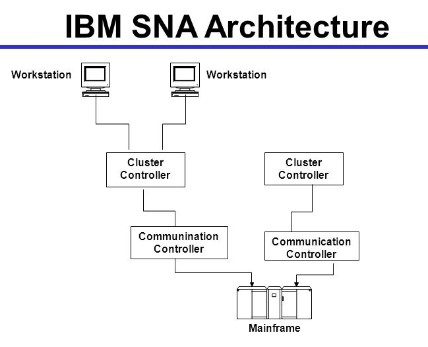 IBM SNA Architecture
Workstation
Workstation
Cluster
Controller
Cluster
Controller
Communination
Controller
Communication
Controller
Mainframe